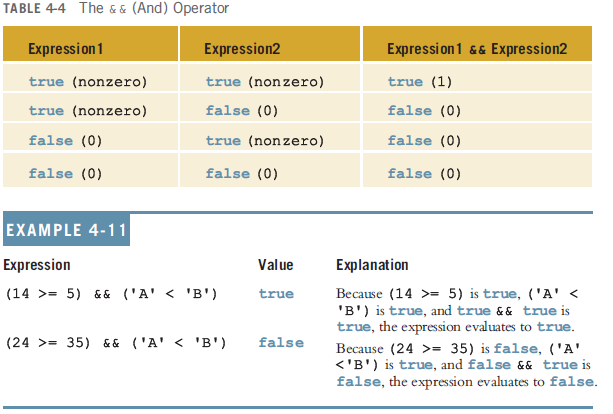 TABLE 4-4 The && (And) Operator
Expression1 Expression2 Expression1 && Expression2
true (nonzero) true (nonzero) true (1)
true (nonzero) false (0) false (0)
false (0) true (nonzero) false (0)
false (0) false (0) false (0)
EXAMPLE 4-11
Expression Value Explanation
(14 >= 5) && ('A' < 'B') true Because (14 >= 5) is true, ('A' <
'B') is true, and true && true is
true, the expression evaluates to true.
(24 >= 35) && ('A' < 'B') false Because (24 >= 35) is false, ('A'
<'B') is true, and false && true is
false, the expression evaluates to false.